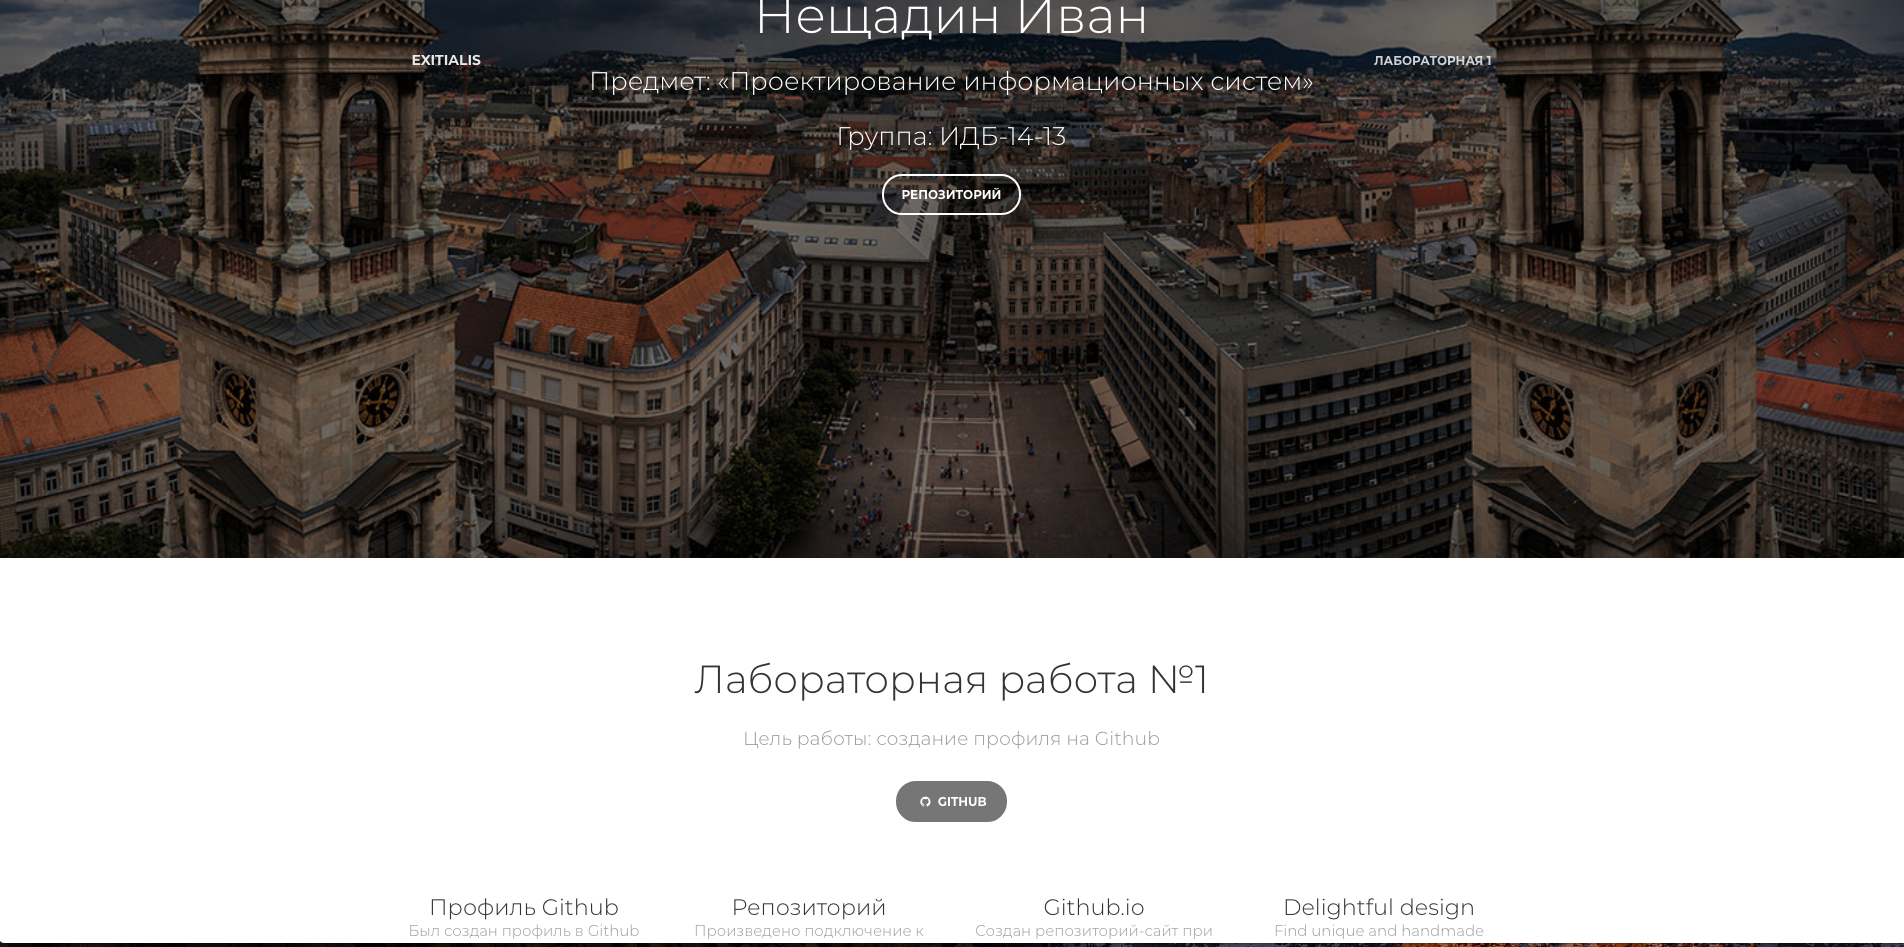 Нещадин Иван
EXITIALIS
ЛАБОРАТОРНАЯ 1
Предмет: «Проектирование информационных систем»
Группа: ИДБ-14-13
РЕПОЗИТОРИЙ
Лабораторная работа №1
Цель работы: создание профиля на Github
GITHUB
Профиль Github
Был создан профиль в Github
Репозиторий
Произведено подключение к
Github.io
Создан репозиторий-сайт при
Delightful design
Find unique and handmade